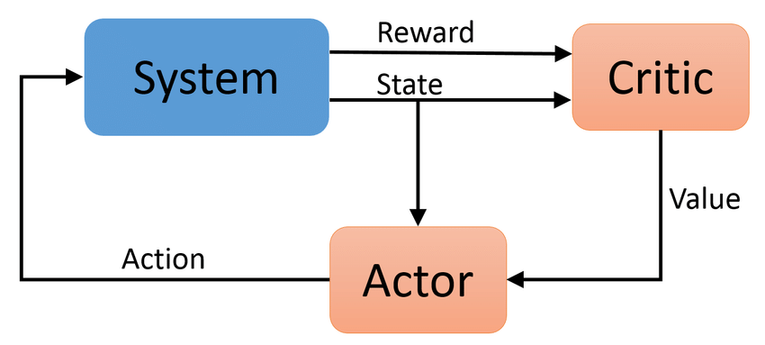 Reward
System
Critic
State
Value
Action
Actor